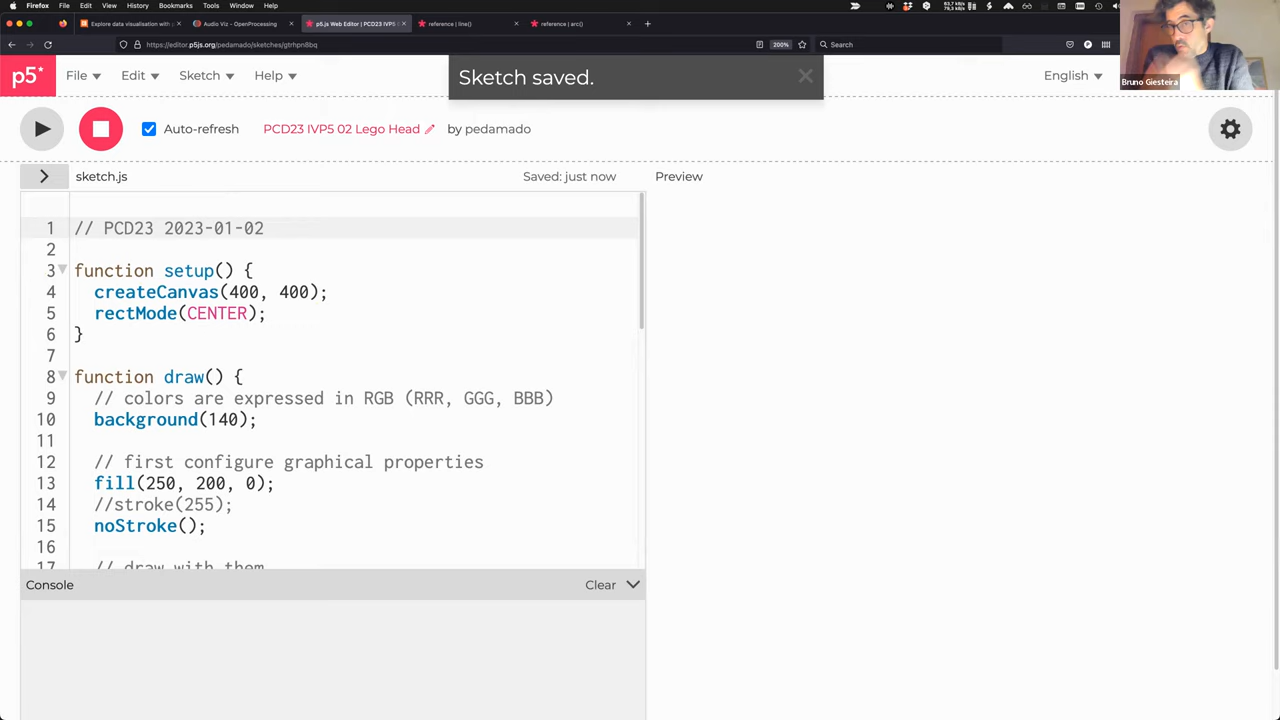 Firefox File Edit View History Bookmarks Tools Window Help
Explore data visualisation with p
Audio Viz - OpenProcessing
p5.js Web Editor | PCD23 IVP5
reference | line()
reference | arc()
https://editor.p5js.org/pedamado/sketches/gtrhpn8bq
200%
Search
p5*
File
Edit
Sketch
Help
Sketch saved.
English
Bruno Giesteira
Auto-refresh
PCD23 IVP5 02 Lego Head
by pedamado
sketch.js
Saved: just now
Preview
1 // PCD23 2023-01-02
2
3 function setup() {
4 createCanvas(400, 400);
5 rectMode(CENTER);
6 }
7
8 function draw() {
9 // colors are expressed in RGB (RRR, GGG, BBB)
10 background(140);
11
12 // first configure graphical properties
13 fill(250, 200, 0);
14 //stroke(255);
15 noStroke();
16
17 // draw with them
Console
Clear